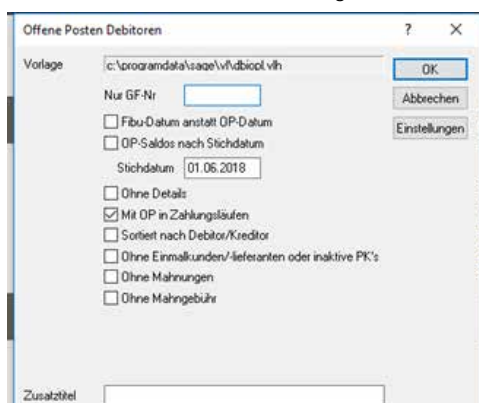 Offene Posten Debitoren ? ×
Vorlage c:\programdata\sage\vf\dbiopl.vlh OK
Nur GF-Nr Abbrechen
Fibu-Datum anstatt OP-Datum Einstellungen
OP-Saldos nach Stichdatum
Stichdatum 01.06.2018
Ohne Details
Mit OP in Zahlungsläufen
Sortiert nach Debitor/Kreditor
Ohne Einmalkunden/-lieferanten oder inaktive PK's
Ohne Mahnungen
Ohne Mahngebühr
Zusatztitel